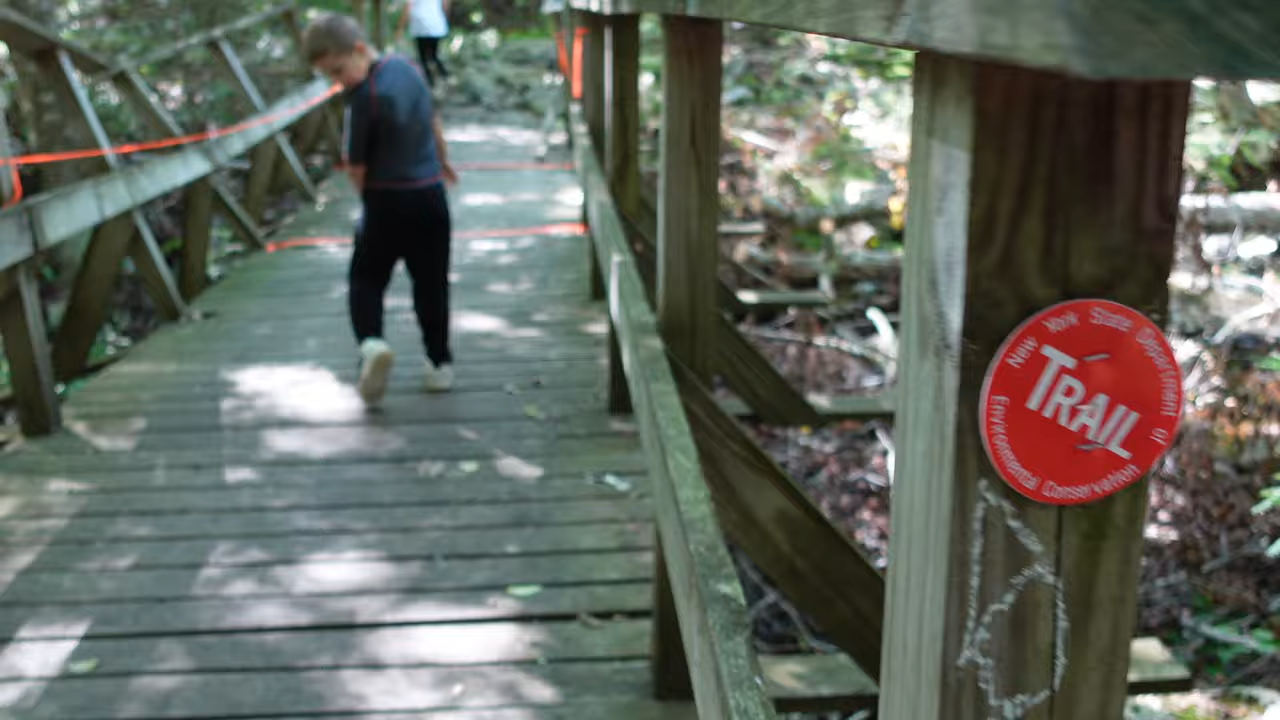 New York State Department of
TRAIL
Environmental Conservation
B